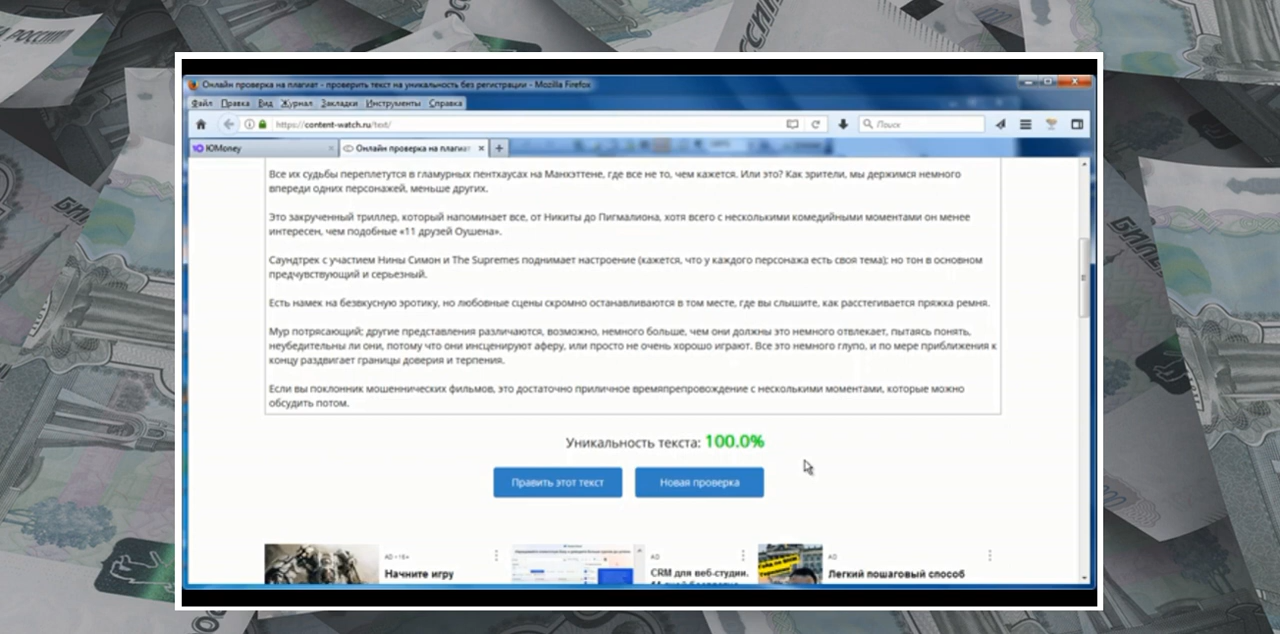 Онлайн проверка на плагиат - проверить текст на уникальность без регистрации - Mozilla Firefox
Файл Правка Вид Журнал Закладки Инструменты Справка
https://content-watch.ru/text/
Поиск
ЮMoney
Онлайн проверка на плагиат
Все их судьбы переплетутся в гламурных пентхаусах на Манхэттене, где все не то, чем кажется. Или это? Как зрители, мы держимся немного
впереди одних персонажей, меньше других.
Это закрученный триллер, который напоминает все, от Никиты до Пигмалиона, хотя всего с несколькими комедийными моментами он менее
интересен, чем подобные «11 друзей Оушена».
Саундтрек с участием Нины Симон и The Supremes поднимает настроение (кажется, что у каждого персонажа есть своя тема); но тон в основном
предчувствующий и серьезный.
Есть намек на безвкусную эротику, но любовные сцены скромно останавливаются в том месте, где вы слышите, как расстегивается пряжка ремня.
Мур потрясающий; другие представления различаются, возможно, немного больше, чем они должны это немного отвлекает, пытаясь понять,
неубедительны ли они, потому что они инсценируют аферу, или просто не очень хорошо играют. Все это немного глупо, и по мере приближения к
концу раздвигает границы доверия и терпения.
Если вы поклонник мошеннических фильмов, это достаточно приличное времяпрепровождение с несколькими моментами, которые можно
обсудить потом.
Уникальность текста: 100.0%
Править этот текст
Новая проверка
AD • 16+
Начните игру
AD
CRM для веб-студии.
AD
Легкий пошаговый способ